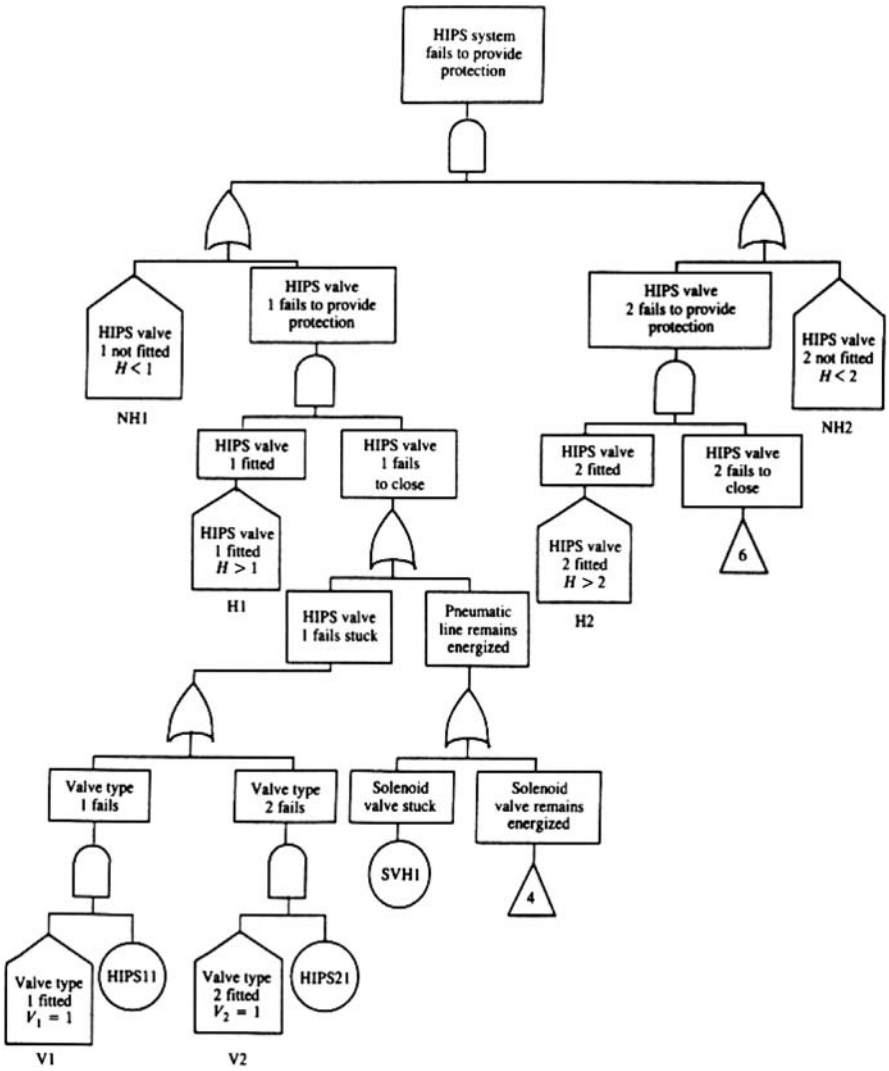 HIPS system
fails to provide
protection
HIPS valve
1 not fitted
H < 1
NH1
HIPS valve
1 fails to provide
protection
HIPS valve
2 fails to provide
protection
HIPS valve
2 not fitted
H < 2
NH2
HIPS valve
1 fitted
HIPS valve
1 fails
to close
HIPS valve
2 fitted
HIPS valve
2 fails to
close
HIPS valve
1 fitted
H > 1
H1
HIPS valve
2 fitted
H > 2
H2
6
HIPS valve
1 fails stuck
Pneumatic
line remains
energized
Valve type
1 fails
Valve type
2 fails
Solenoid
valve stuck
Solenoid
valve remains
energized
SVH1
4
Valve type
1 fitted
V₁ = 1
V1
HIPS11
Valve type
2 fitted
V₂ = 1
V2
HIPS21